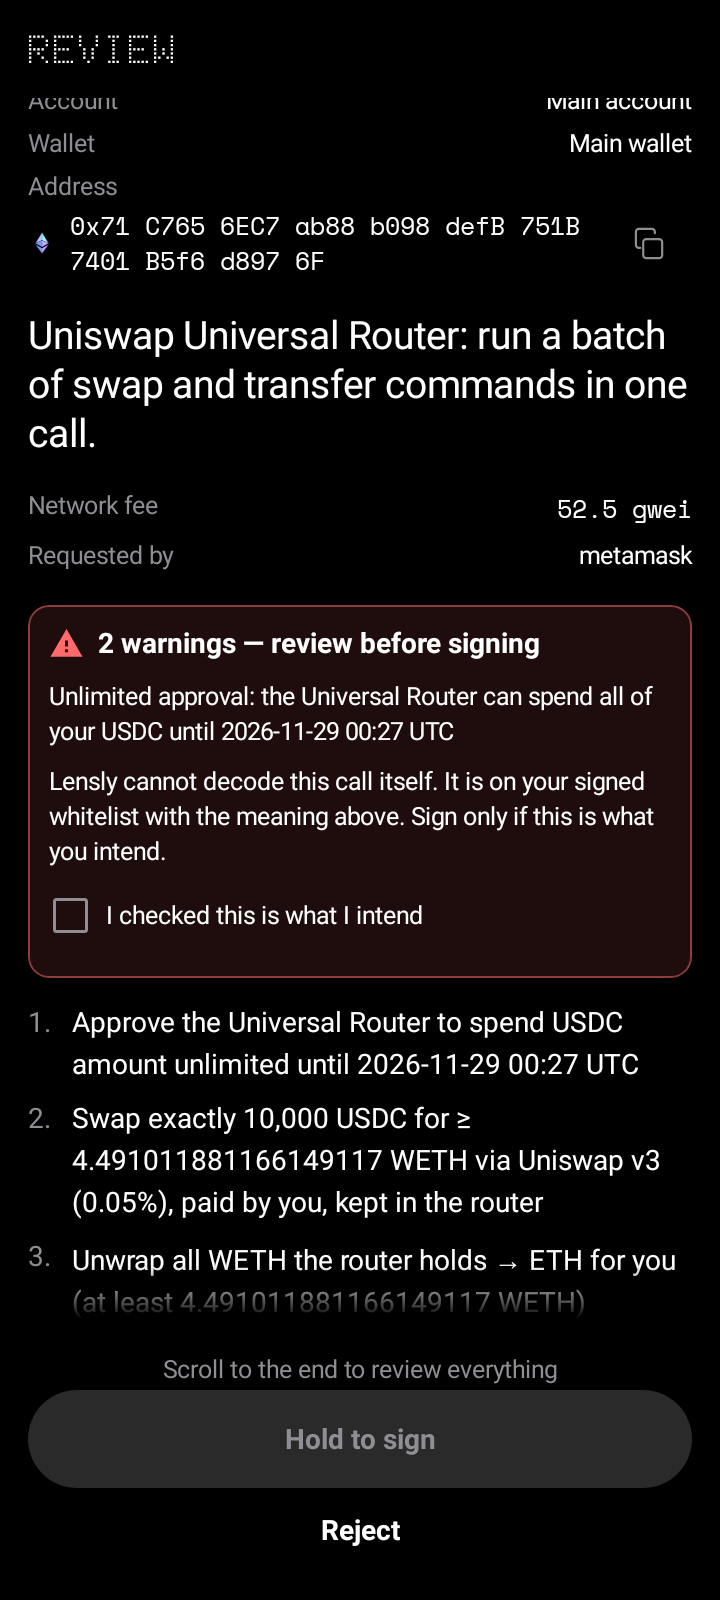 REVIEW
Account Main account
Wallet Main wallet
Address
0x71 C765 6EC7 ab88 b098 defB 751B
7401 B5f6 d897 6F
Uniswap Universal Router: run a batch
of swap and transfer commands in one
call.
Network fee 52.5 gwei
Requested by metamask
2 warnings — review before signing
Unlimited approval: the Universal Router can spend all of
your USDC until 2026-11-29 00:27 UTC
Lensly cannot decode this call itself. It is on your signed
whitelist with the meaning above. Sign only if this is what
you intend.
I checked this is what I intend
1. Approve the Universal Router to spend USDC
amount unlimited until 2026-11-29 00:27 UTC
2. Swap exactly 10,000 USDC for ≥
4.491011881166149117 WETH via Uniswap v3
(0.05%), paid by you, kept in the router
3. Unwrap all WETH the router holds → ETH for you
(at least 4.491011881166149117 WETH)
Scroll to the end to review everything
Hold to sign
Reject